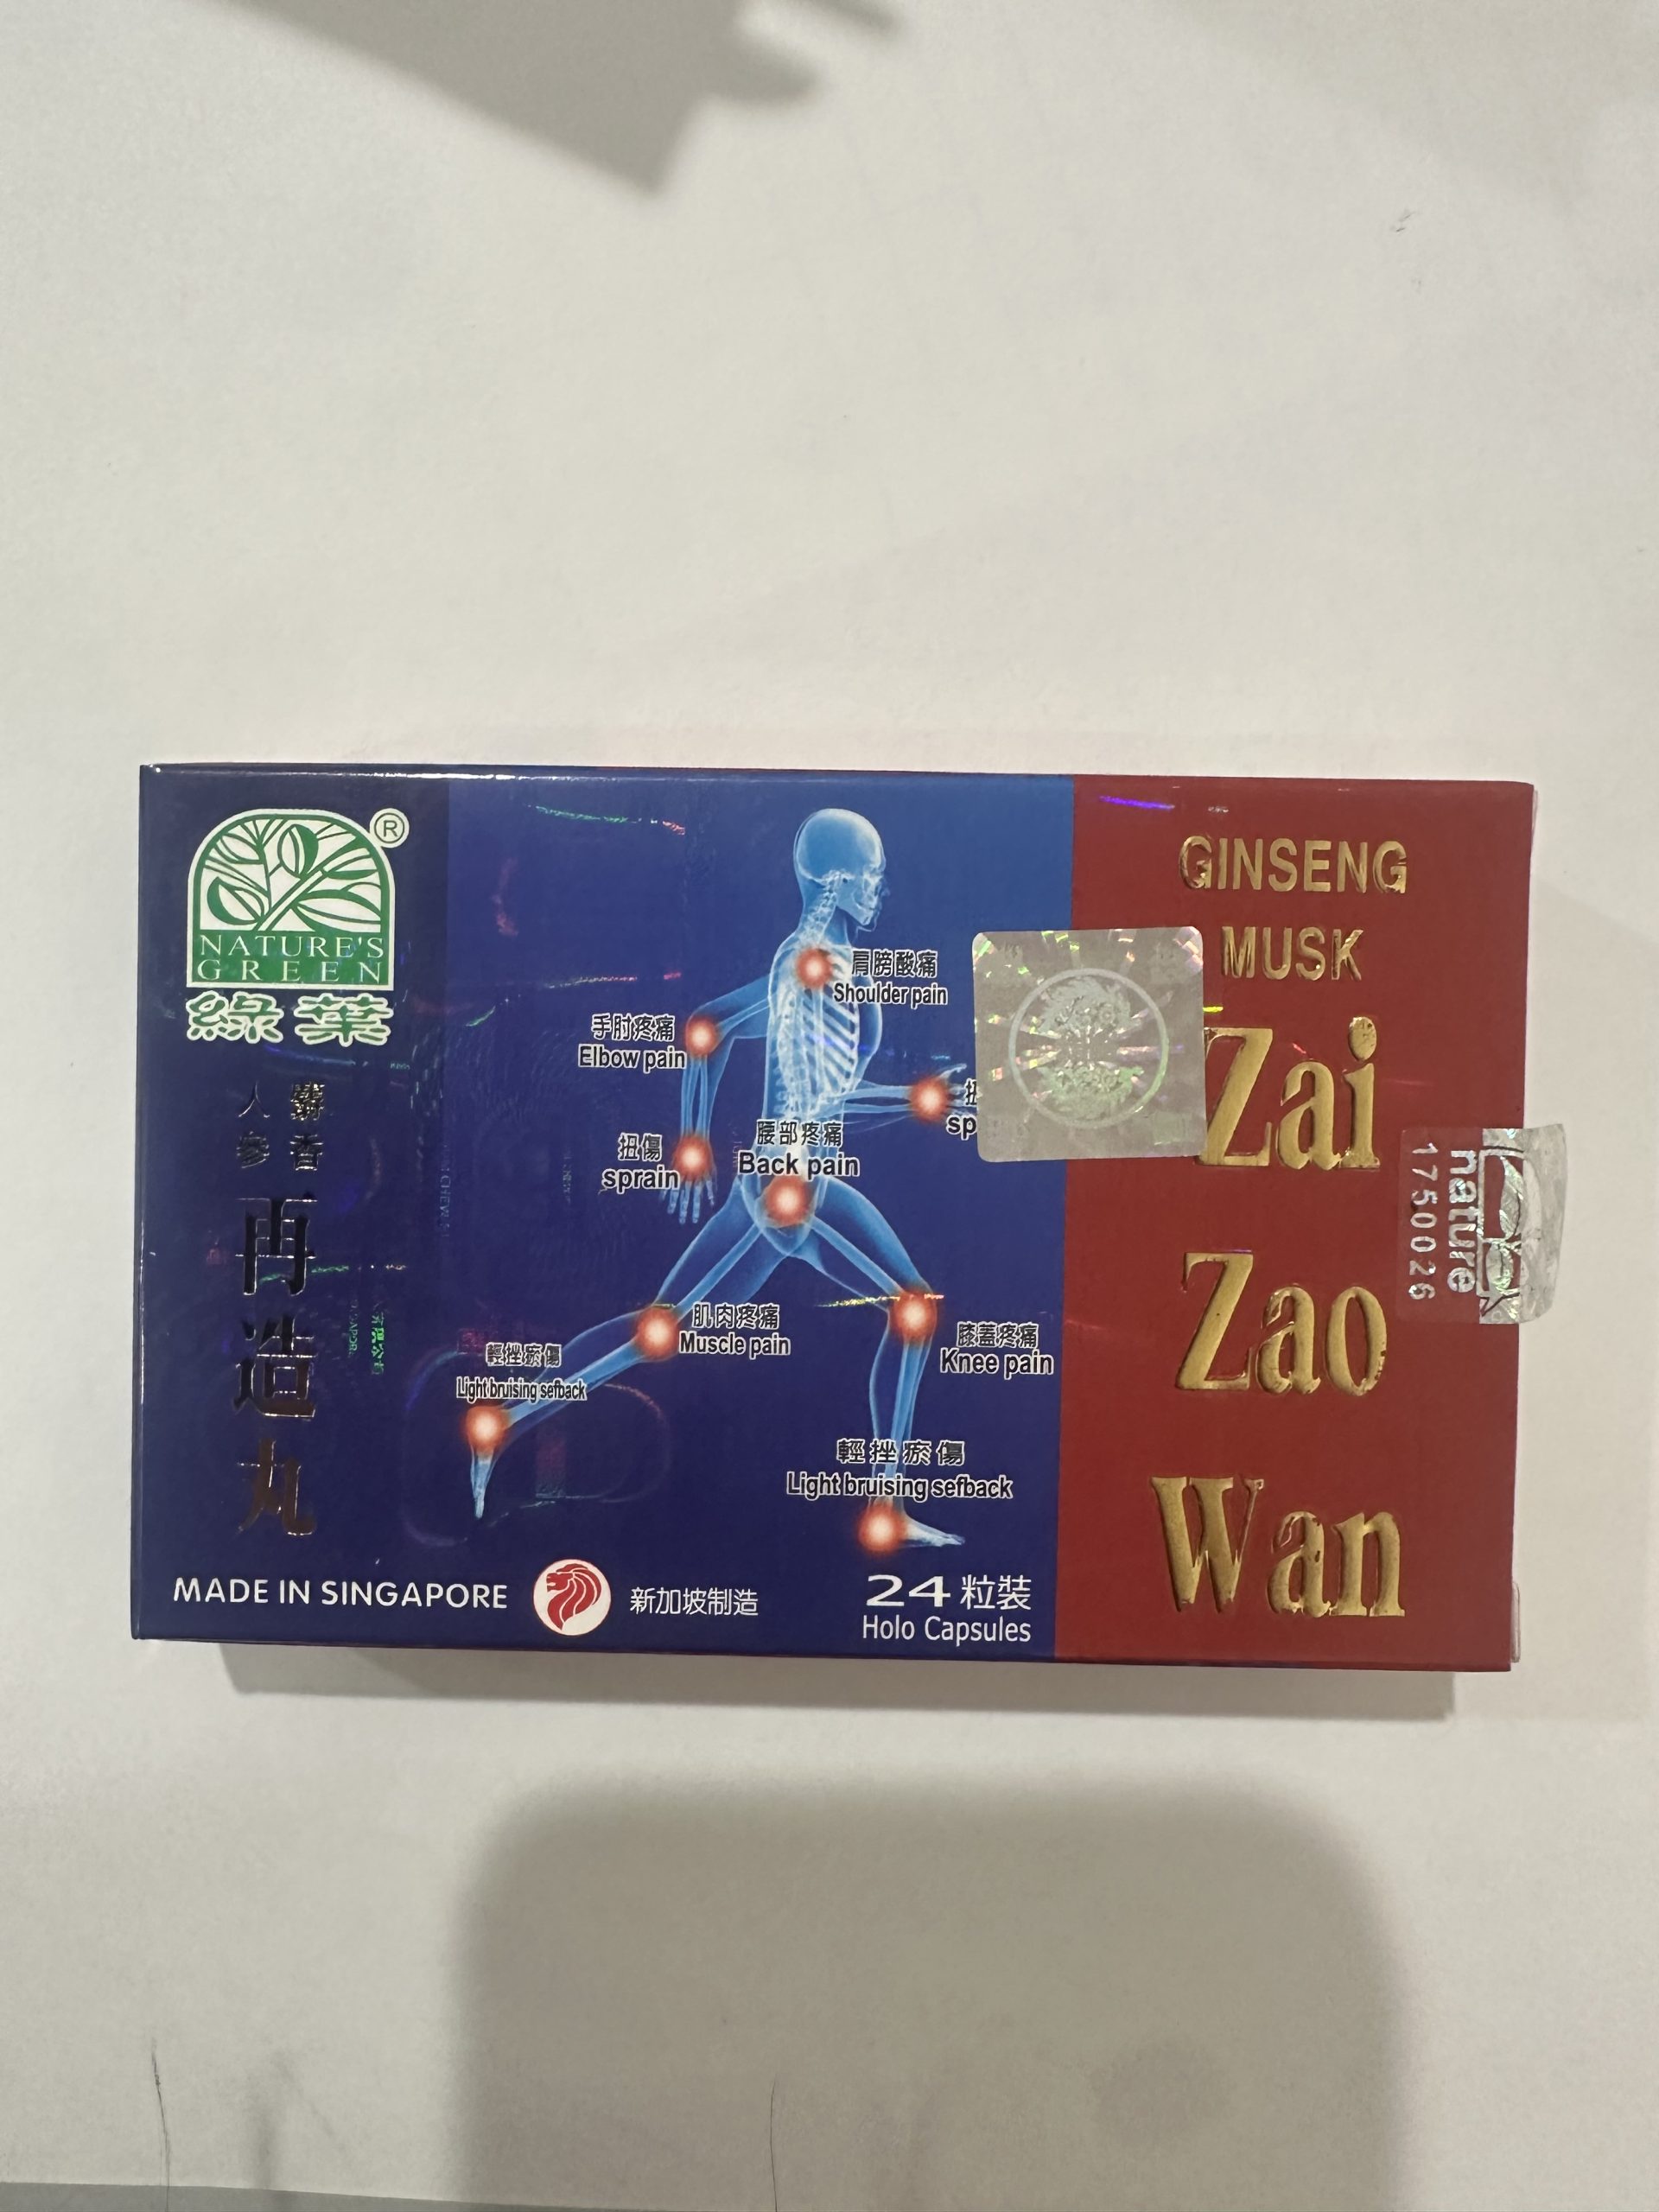 ®
NATURE'S
GREEN
綠葉
人參
麝香
再造丸
肩膀酸痛
Shoulder pain
手肘疼痛
Elbow pain
扭傷
sprain
腰部疼痛
Back pain
肌肉疼痛
Muscle pain
輕挫瘀傷
Light bruising sefback
膝蓋疼痛
Knee pain
輕挫瘀傷
Light bruising sefback
MADE IN SINGAPORE
新加坡制造
24粒裝
Holo Capsules
GINSENG
MUSK
Zai
Zao
Wan
nature
1750026